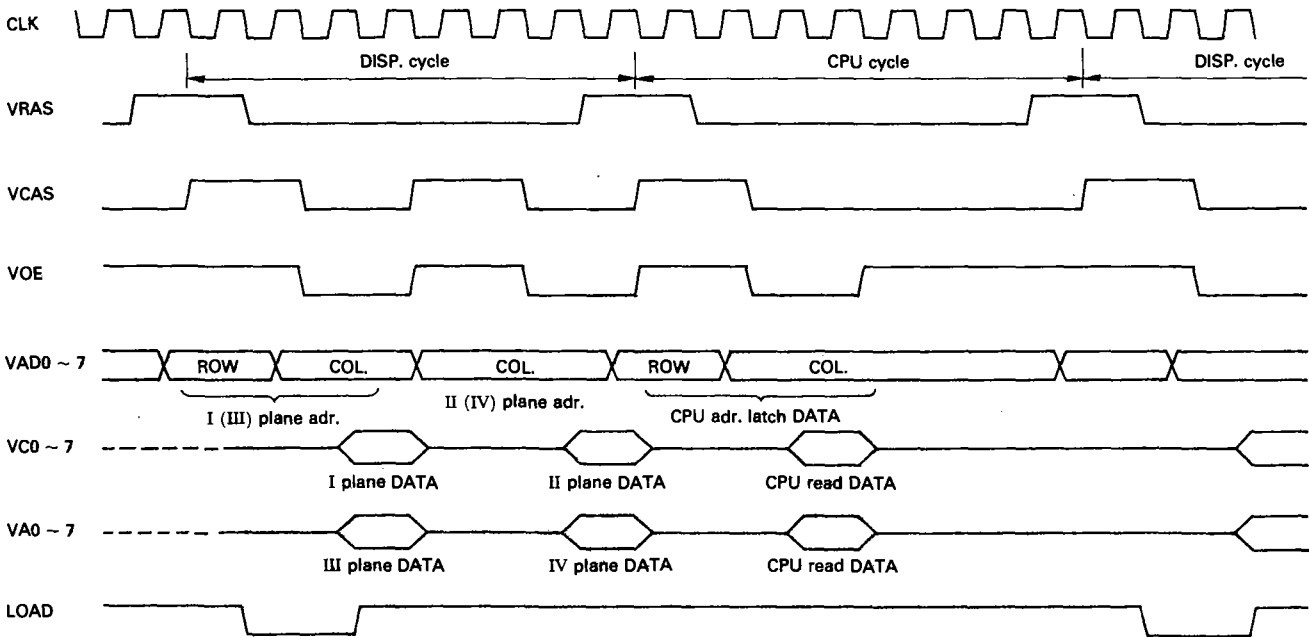 CLK
DISP. cycle CPU cycle DISP. cycle
VRAS
VCAS
VOE
VAD0 ~ 7 ROW COL. COL. ROW COL.
I (III) plane adr. II (IV) plane adr. CPU adr. latch DATA
VC0 ~ 7
I plane DATA II plane DATA CPU read DATA
VA0 ~ 7
III plane DATA IV plane DATA CPU read DATA
LOAD